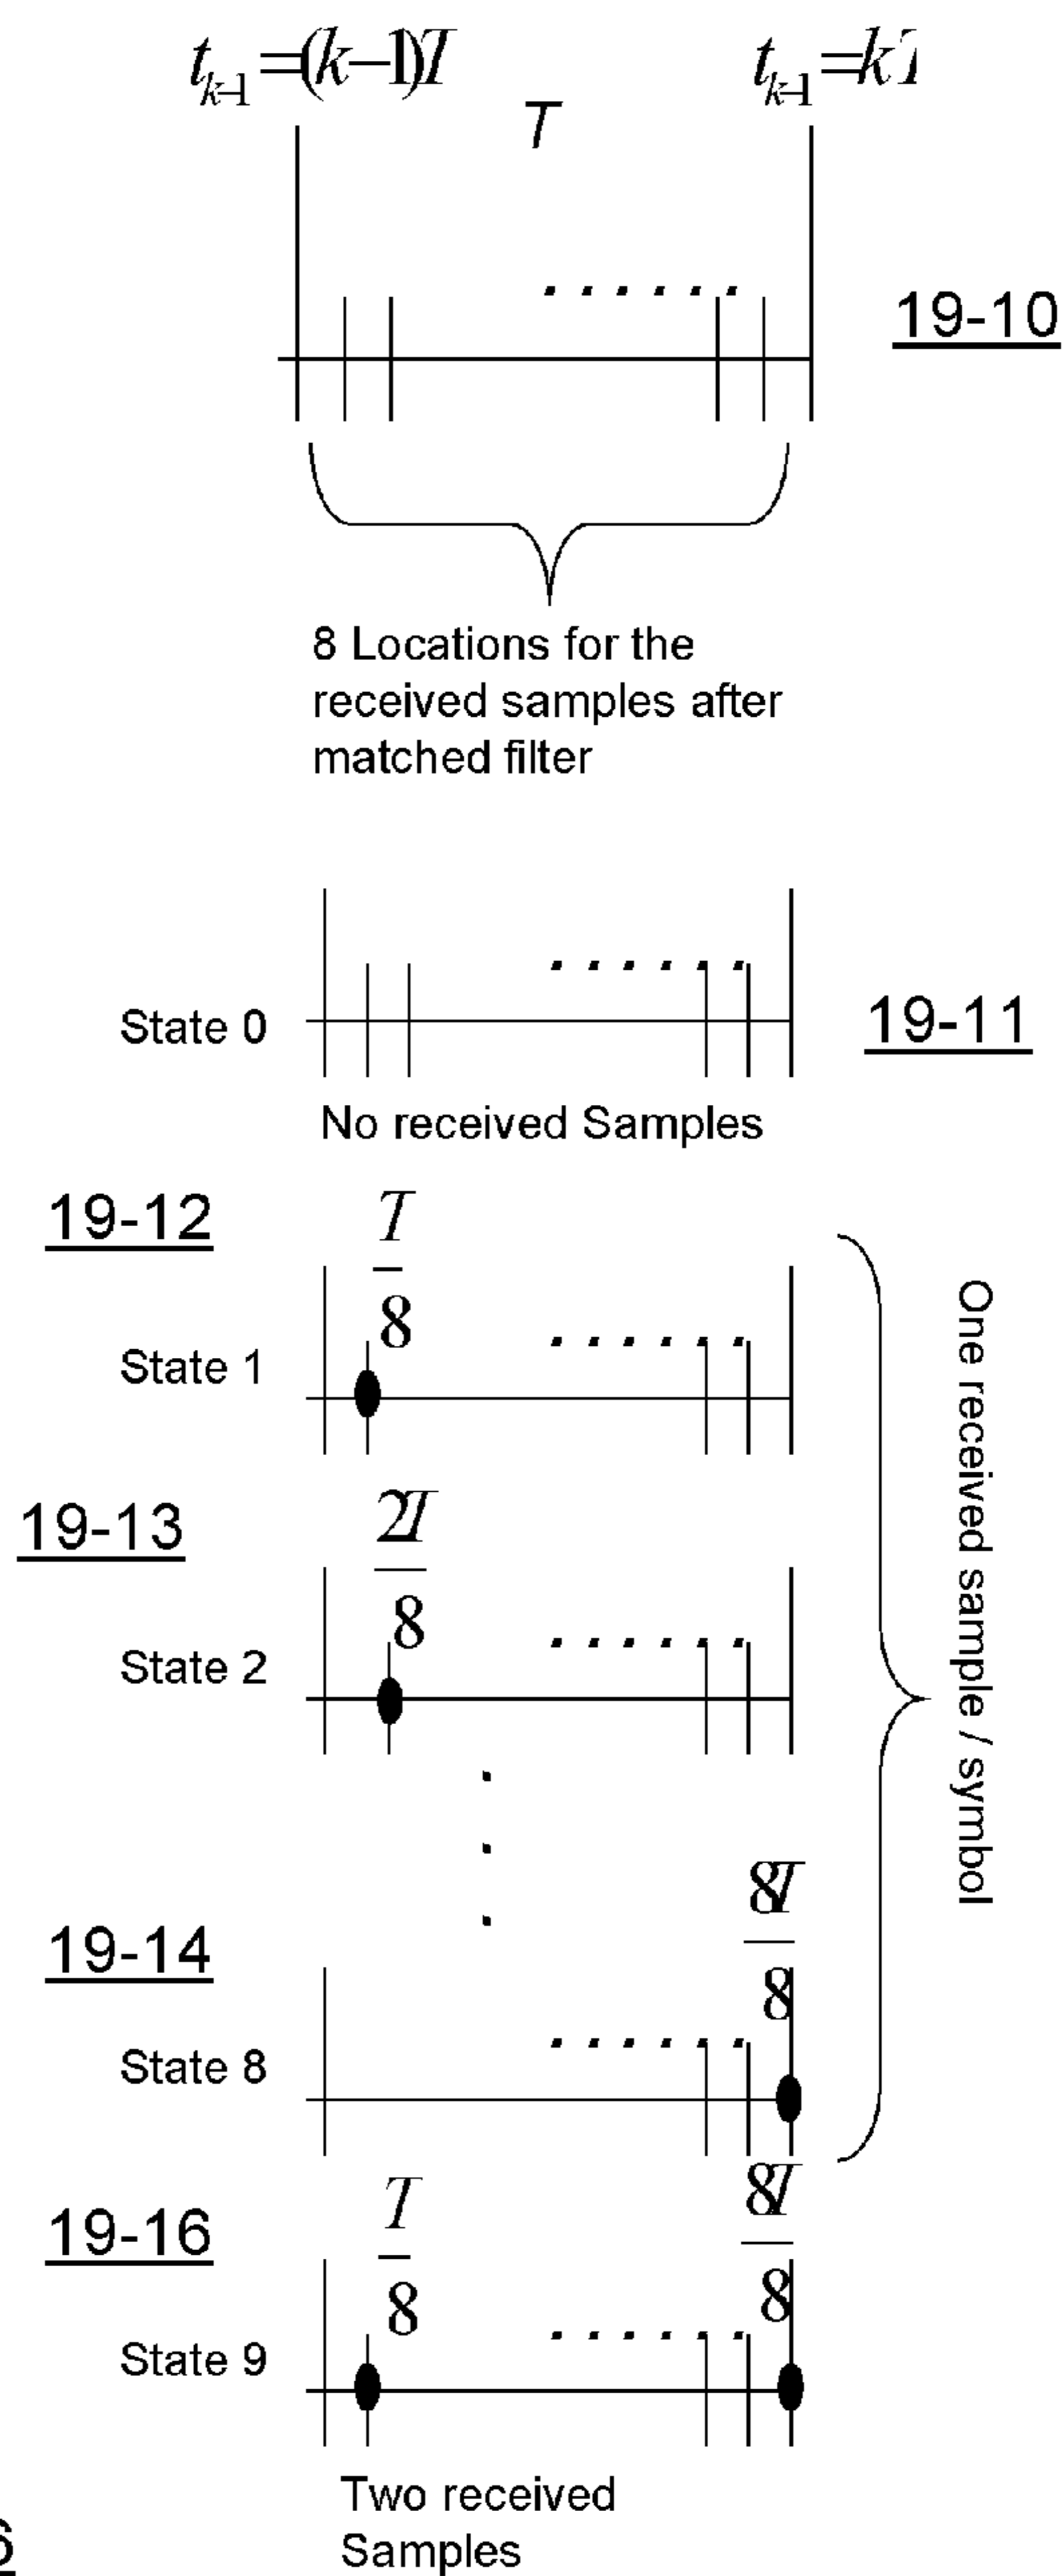 t_{k-1}=(k-1)T
t_{k-1}=kT
T
19-10
8 Locations for the
received samples after
matched filter
State 0
19-11
No received Samples
19-12
T
8
State 1
19-13
2T
8
State 2
One received sample / symbol
19-14
8T
8
State 8
19-16
T
8
8T
8
State 9
Two received
Samples